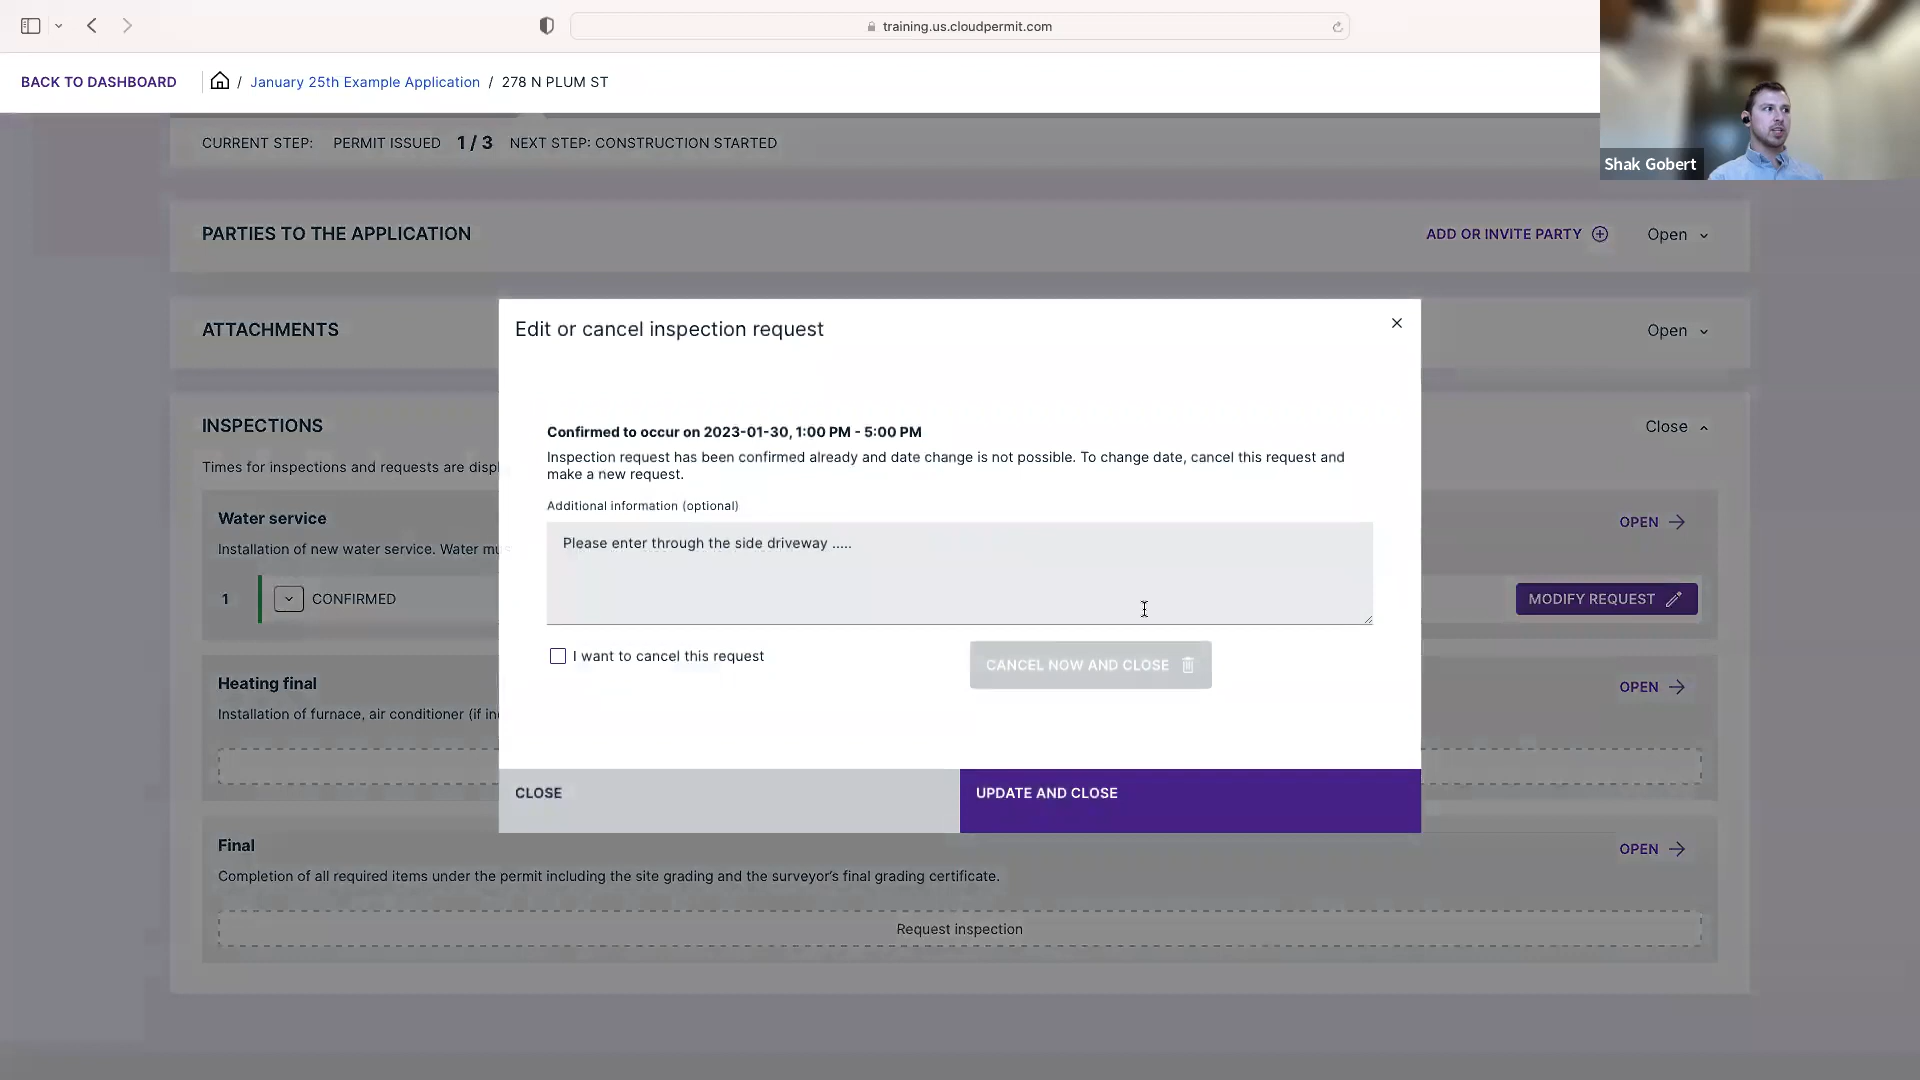 training.us.cloudpermit.com
BACK TO DASHBOARD / January 25th Example Application / 278 N PLUM ST
Shak Gobert
CURRENT STEP: PERMIT ISSUED 1 / 3 NEXT STEP: CONSTRUCTION STARTED
PARTIES TO THE APPLICATION ADD OR INVITE PARTY Open
ATTACHMENTS Open
INSPECTIONS Close
Times for inspections and requests are displ
Water service OPEN
Installation of new water service. Water mu
1 CONFIRMED MODIFY REQUEST
Heating final OPEN
Installation of furnace, air conditioner (if in
Edit or cancel inspection request
Confirmed to occur on 2023-01-30, 1:00 PM - 5:00 PM
Inspection request has been confirmed already and date change is not possible. To change date, cancel this request and
make a new request.
Additional information (optional)
Please enter through the side driveway .....
I want to cancel this request CANCEL NOW AND CLOSE
CLOSE UPDATE AND CLOSE
Final OPEN
Completion of all required items under the permit including the site grading and the surveyor's final grading certificate.
Request inspection